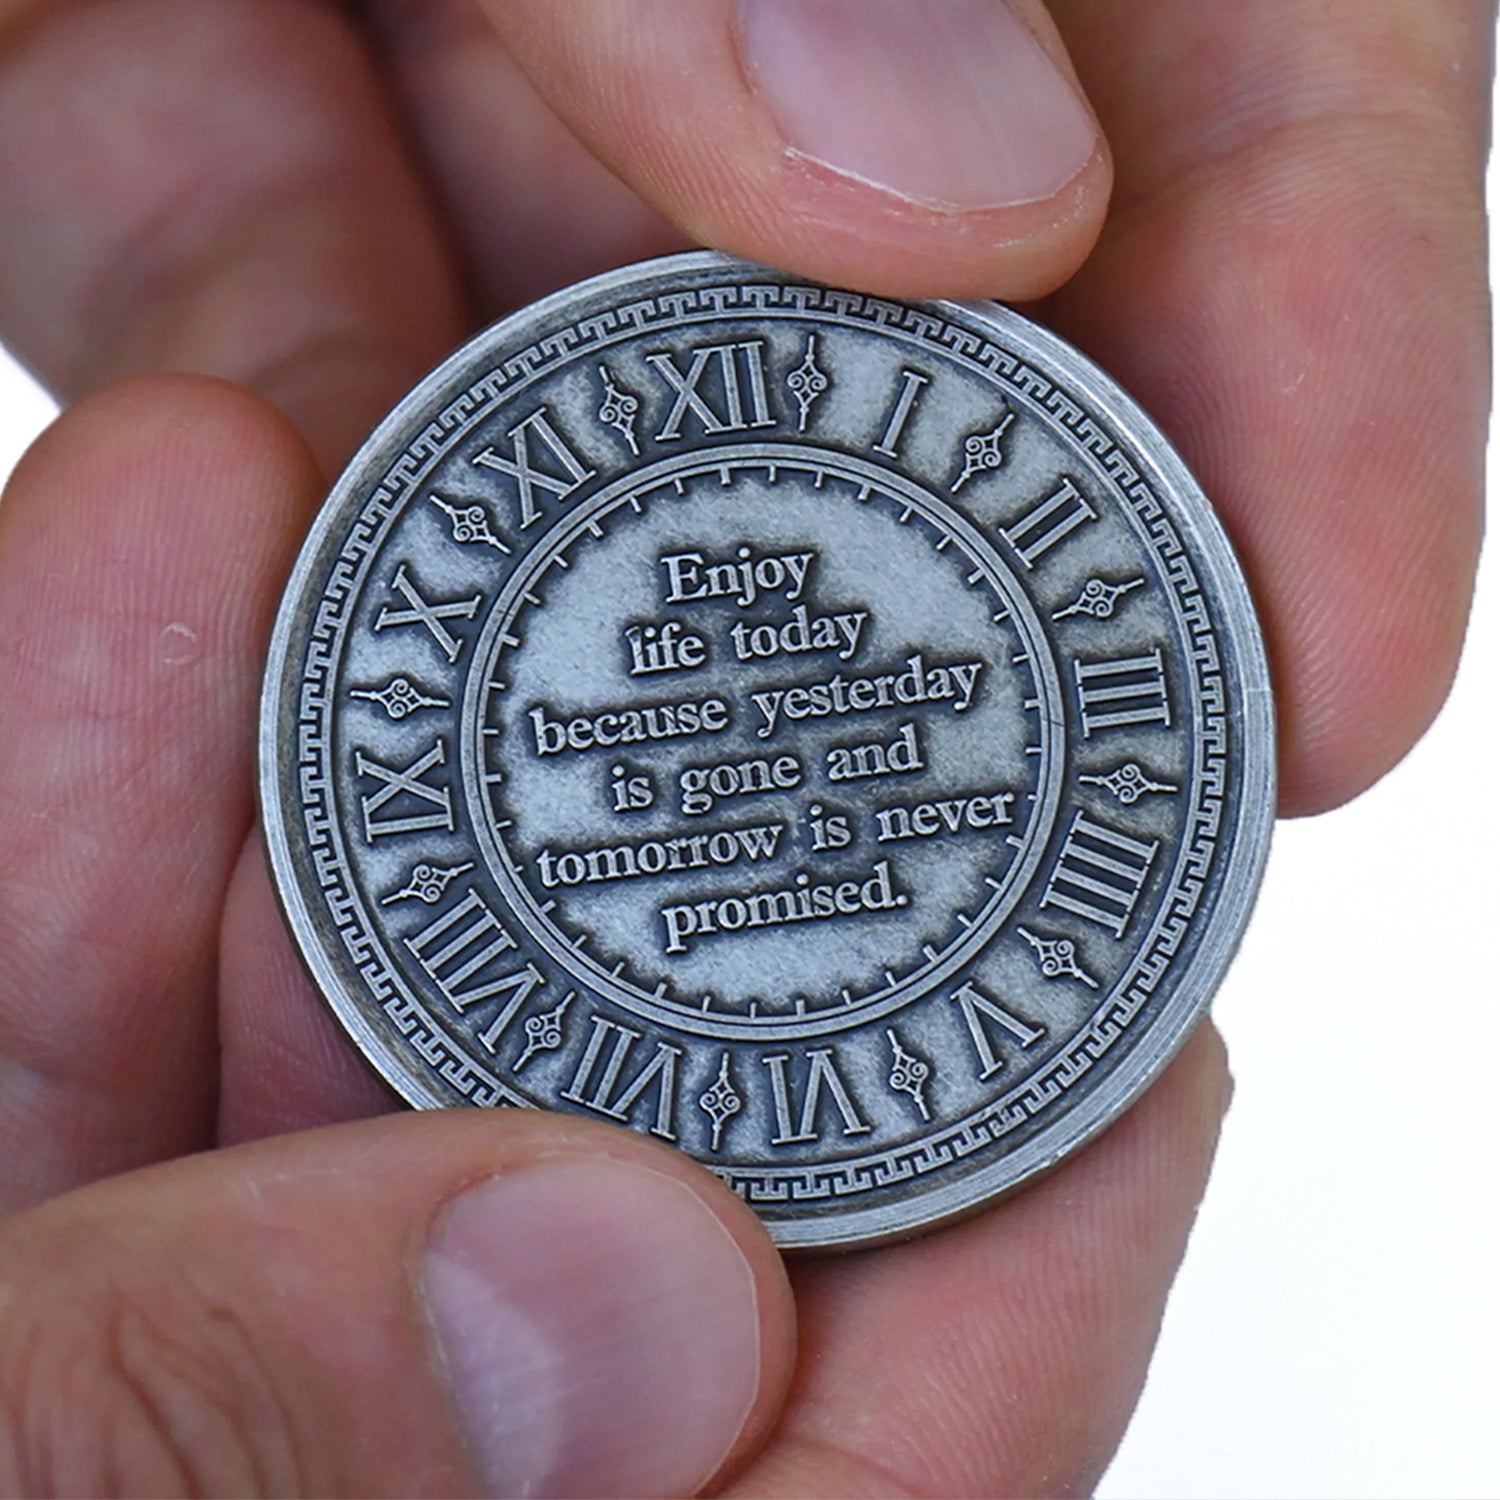 XII
I
II
III
IIII
V
VI
VII
VIII
IX
X
XI
Enjoy
life today
because yesterday
is gone and
tomorrow is never
promised.